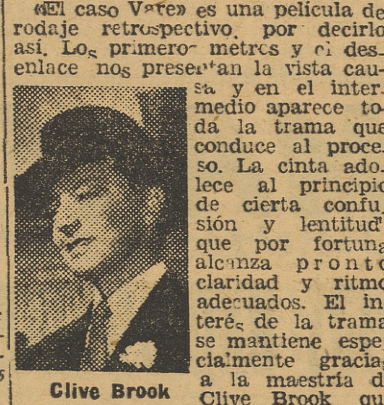 «El caso Vare» es una película de
rodaje retrospectivo, por decirlo
así. Los primeros metros y el des-
enlace nos presentan la vista cau-
sa y en el inter-
medio aparece to-
da la trama que
conduce al proce-
so. La cinta ado-
lece al principio
de cierta confu
sión y lentitud
que por fortuna
alcanza pronto
claridad y ritmo
adecuados. El in
terés de la trama
se mantiene espe
cialmente gracia
a la maestría d
Clive Brook qu
Clive Brook